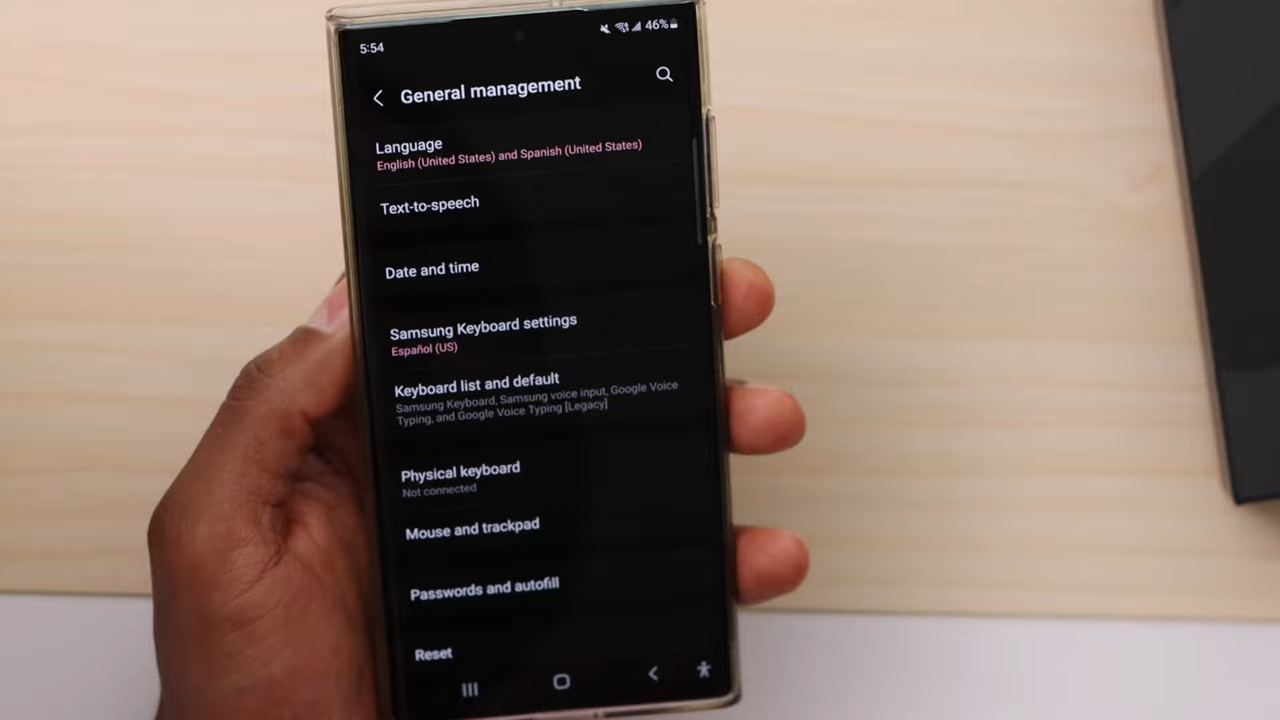 5:54
46%
General management
Language
English (United States) and Spanish (United States)
Text-to-speech
Date and time
Samsung Keyboard settings
Español (US)
Keyboard list and default
Samsung Keyboard, Samsung voice input, Google Voice
Typing, and Google Voice Typing [Legacy]
Physical keyboard
Not connected
Mouse and trackpad
Passwords and autofill
Reset